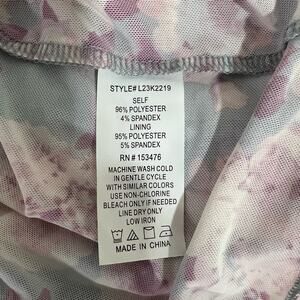 STYLE# L23K2219
SELF
96% POLYESTER
4% SPANDEX
LINING
95% POLYESTER
5% SPANDEX
RN # 153476
MACHINE WASH COLD
IN GENTLE CYCLE
WITH SIMILAR COLORS
USE NON-CHLORINE
BLEACH ONLY IF NEEDED
LINE DRY ONLY
LOW IRON
MADE IN CHINA